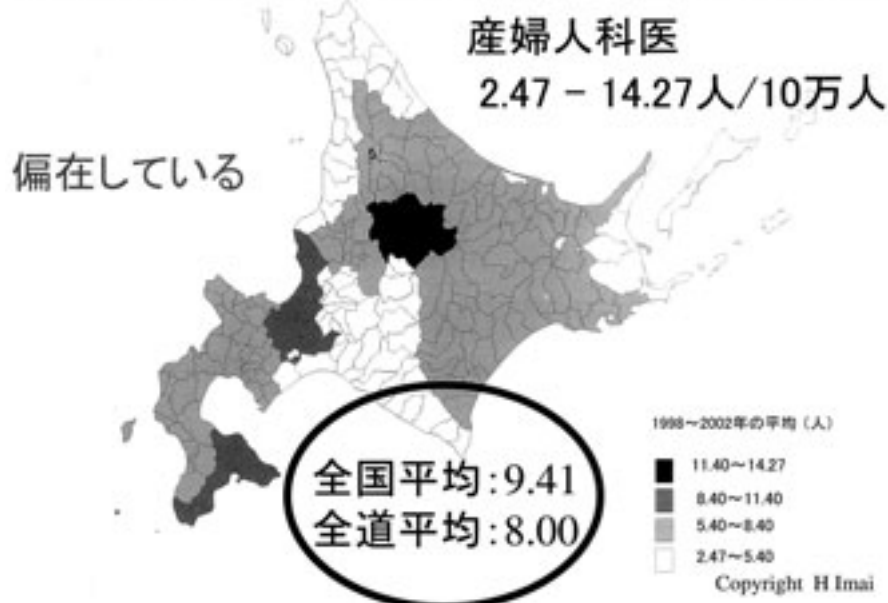 産婦人科医
2.47 - 14.27人/10万人
偏在している
全国平均:9.41
全道平均:8.00
1998~2002年の平均(人)
11.40~14.27
8.40~11.40
5.40~8.40
2.47~5.40
Copyright H Imai